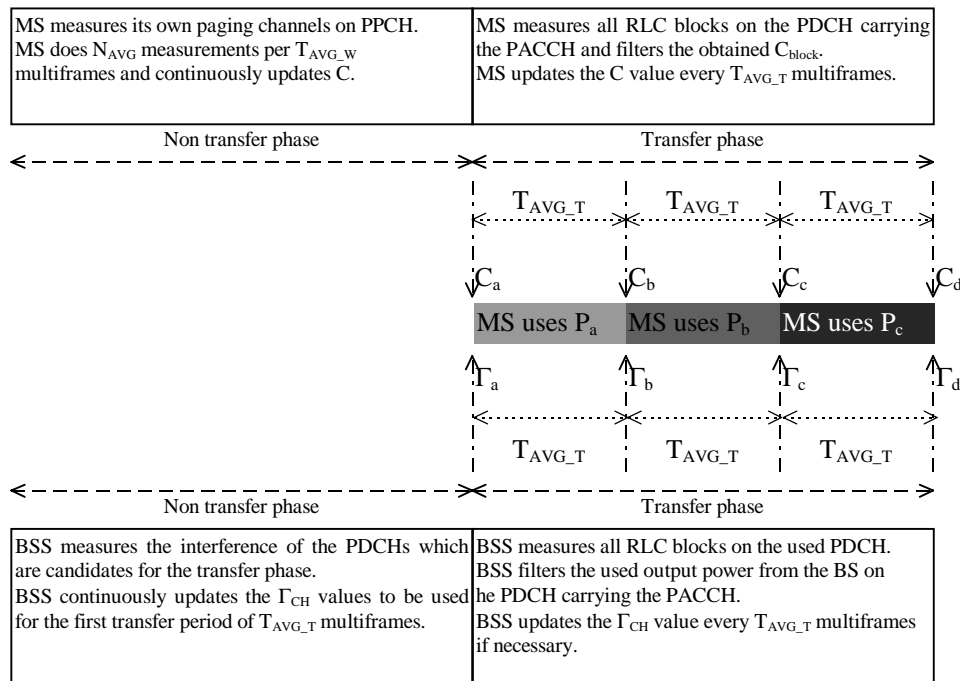 MS measures its own paging channels on PPCH.
MS does N_AVG measurements per T_AVG_W
multiframes and continuously updates C.
MS measures all RLC blocks on the PDCH carrying
the PACCH and filters the obtained C_block.
MS updates the C value every T_AVG_T multiframes.
Non transfer phase
Transfer phase
T_AVG_T
T_AVG_T
T_AVG_T
C_a
C_b
C_c
C_d
MS uses P_a
MS uses P_b
MS uses P_c
Γ_a
Γ_b
Γ_c
Γ_d
T_AVG_T
T_AVG_T
T_AVG_T
Non transfer phase
Transfer phase
BSS measures the interference of the PDCHs which
are candidates for the transfer phase.
BSS continuously updates the Γ_CH values to be used
for the first transfer period of T_AVG_T multiframes.
BSS measures all RLC blocks on the used PDCH.
BSS filters the used output power from the BS on
he PDCH carrying the PACCH.
BSS updates the Γ_CH value every T_AVG_T multiframes
if necessary.